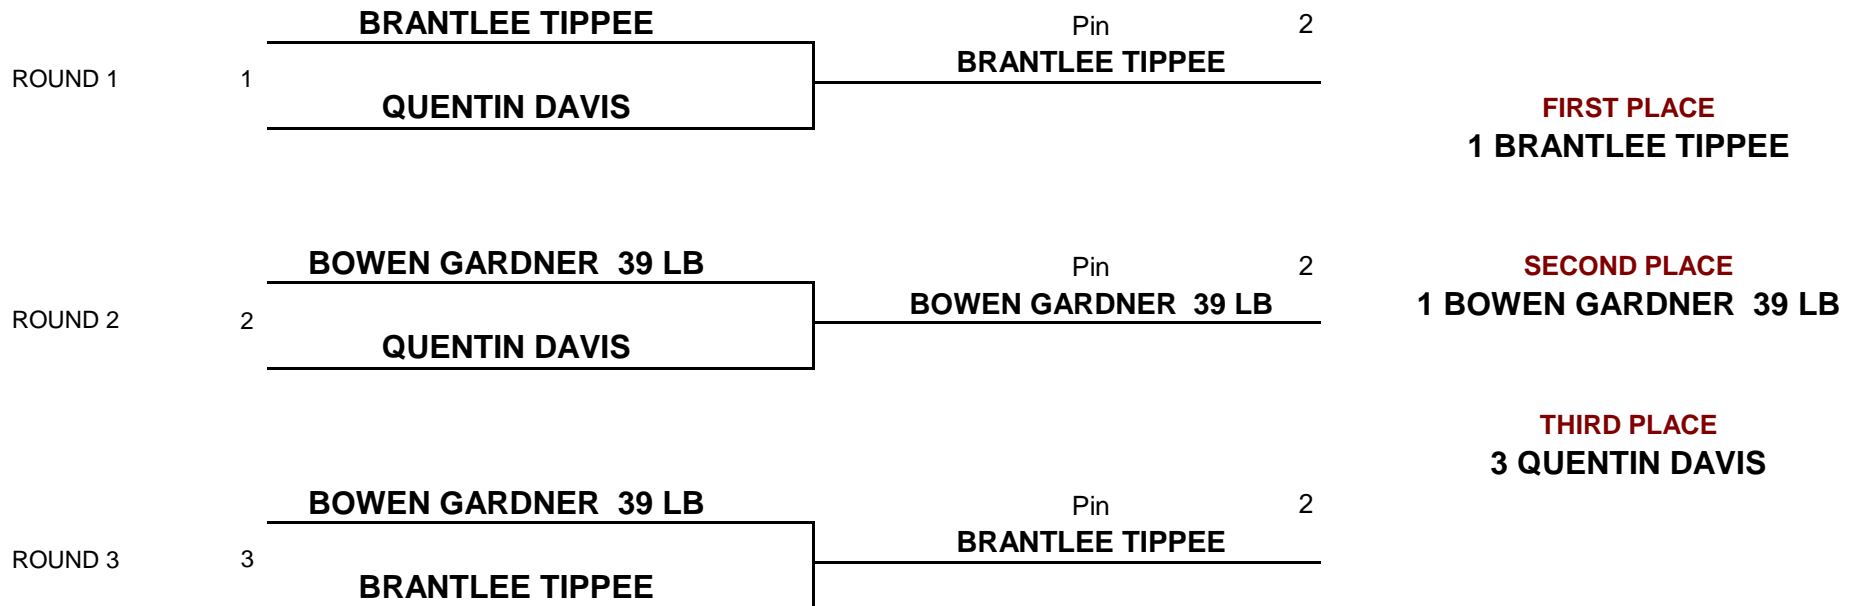 BRANTLEE TIPPEE
Pin 2
BRANTLEE TIPPEE
ROUND 1 1
QUENTIN DAVIS
FIRST PLACE
1 BRANTLEE TIPPEE
BOWEN GARDNER 39 LB
Pin 2
SECOND PLACE
BOWEN GARDNER 39 LB
1 BOWEN GARDNER 39 LB
ROUND 2 2
QUENTIN DAVIS
THIRD PLACE
3 QUENTIN DAVIS
BOWEN GARDNER 39 LB
Pin 2
BRANTLEE TIPPEE
ROUND 3 3
BRANTLEE TIPPEE